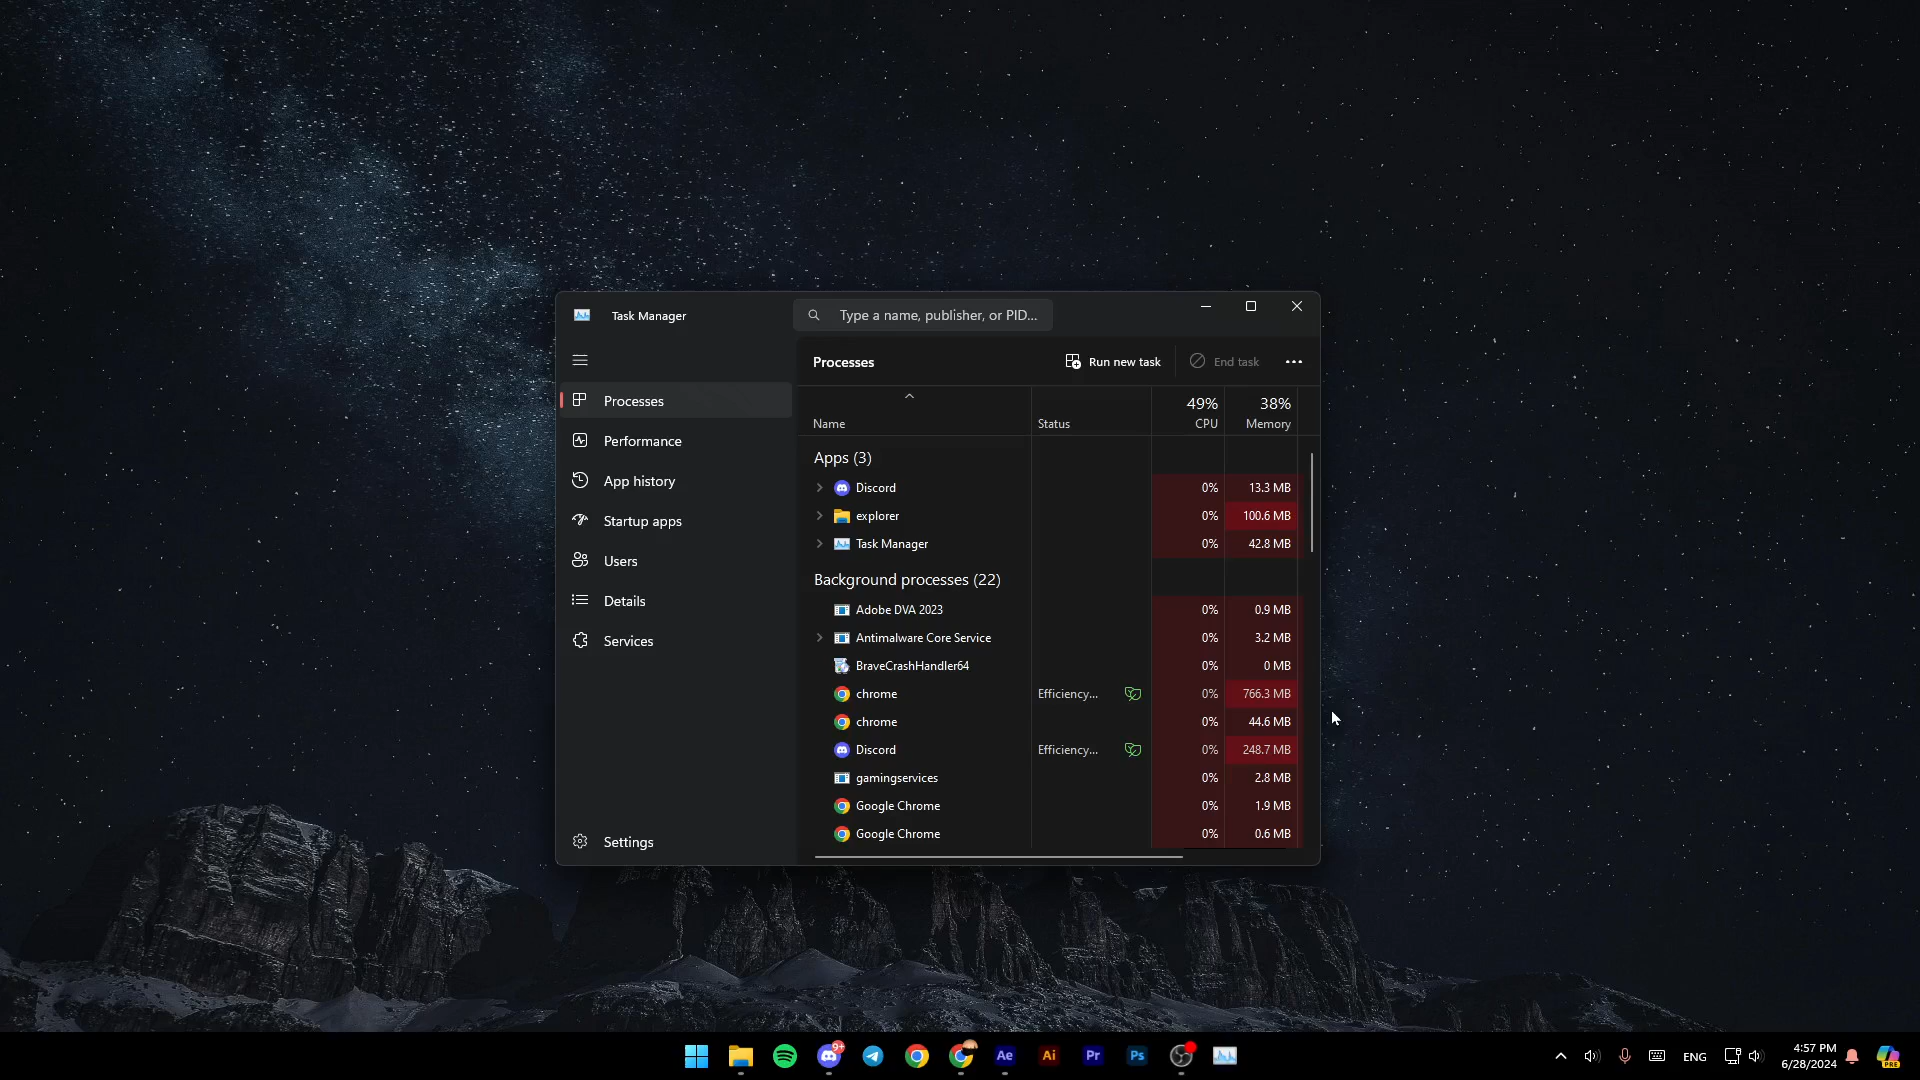 Task Manager
Type a name, publisher, or PID...
Processes
Run new task
End task
Processes
Performance
App history
Startup apps
Users
Details
Services
Settings
49% 38%
Name Status CPU Memory
Apps (3)
Discord 0% 13.3 MB
explorer 0% 100.6 MB
Task Manager 0% 42.8 MB
Background processes (22)
Adobe DVA 2023 0% 0.9 MB
Antimalware Core Service 0% 3.2 MB
BraveCrashHandler64 0% 0 MB
chrome Efficiency... 0% 766.3 MB
chrome 0% 44.6 MB
Discord Efficiency... 0% 248.7 MB
gamingservices 0% 2.8 MB
Google Chrome 0% 1.9 MB
Google Chrome 0% 0.6 MB
9+
Ae Ai Pr Ps
ENG
4:57 PM
6/28/2024
PRE